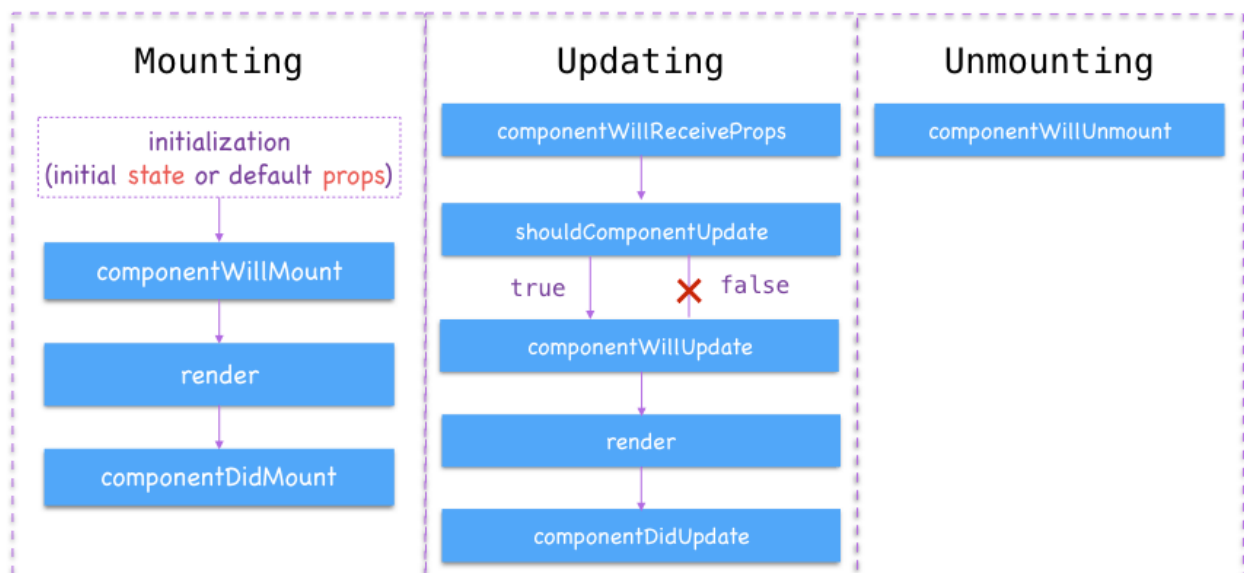 Mounting
initialization
(initial state or default props)
componentWillMount
render
componentDidMount
Updating
componentWillReceiveProps
shouldComponentUpdate
true
false
componentWillUpdate
render
componentDidUpdate
Unmounting
componentWillUnmount